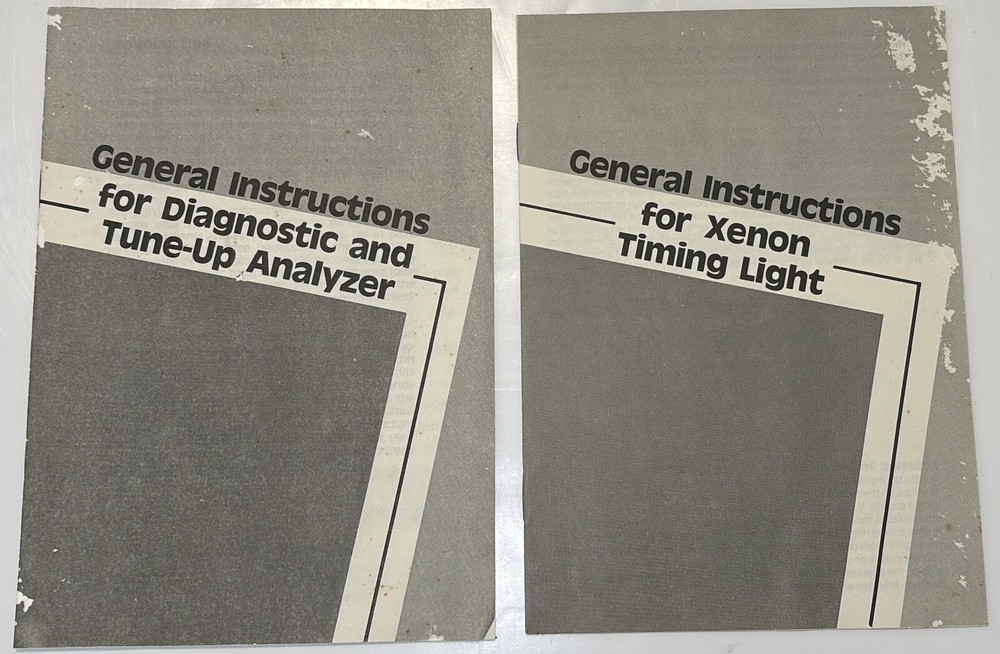 General Instructions
for Diagnostic and
Tune-Up Analyzer
General Instructions
for Xenon
Timing Light